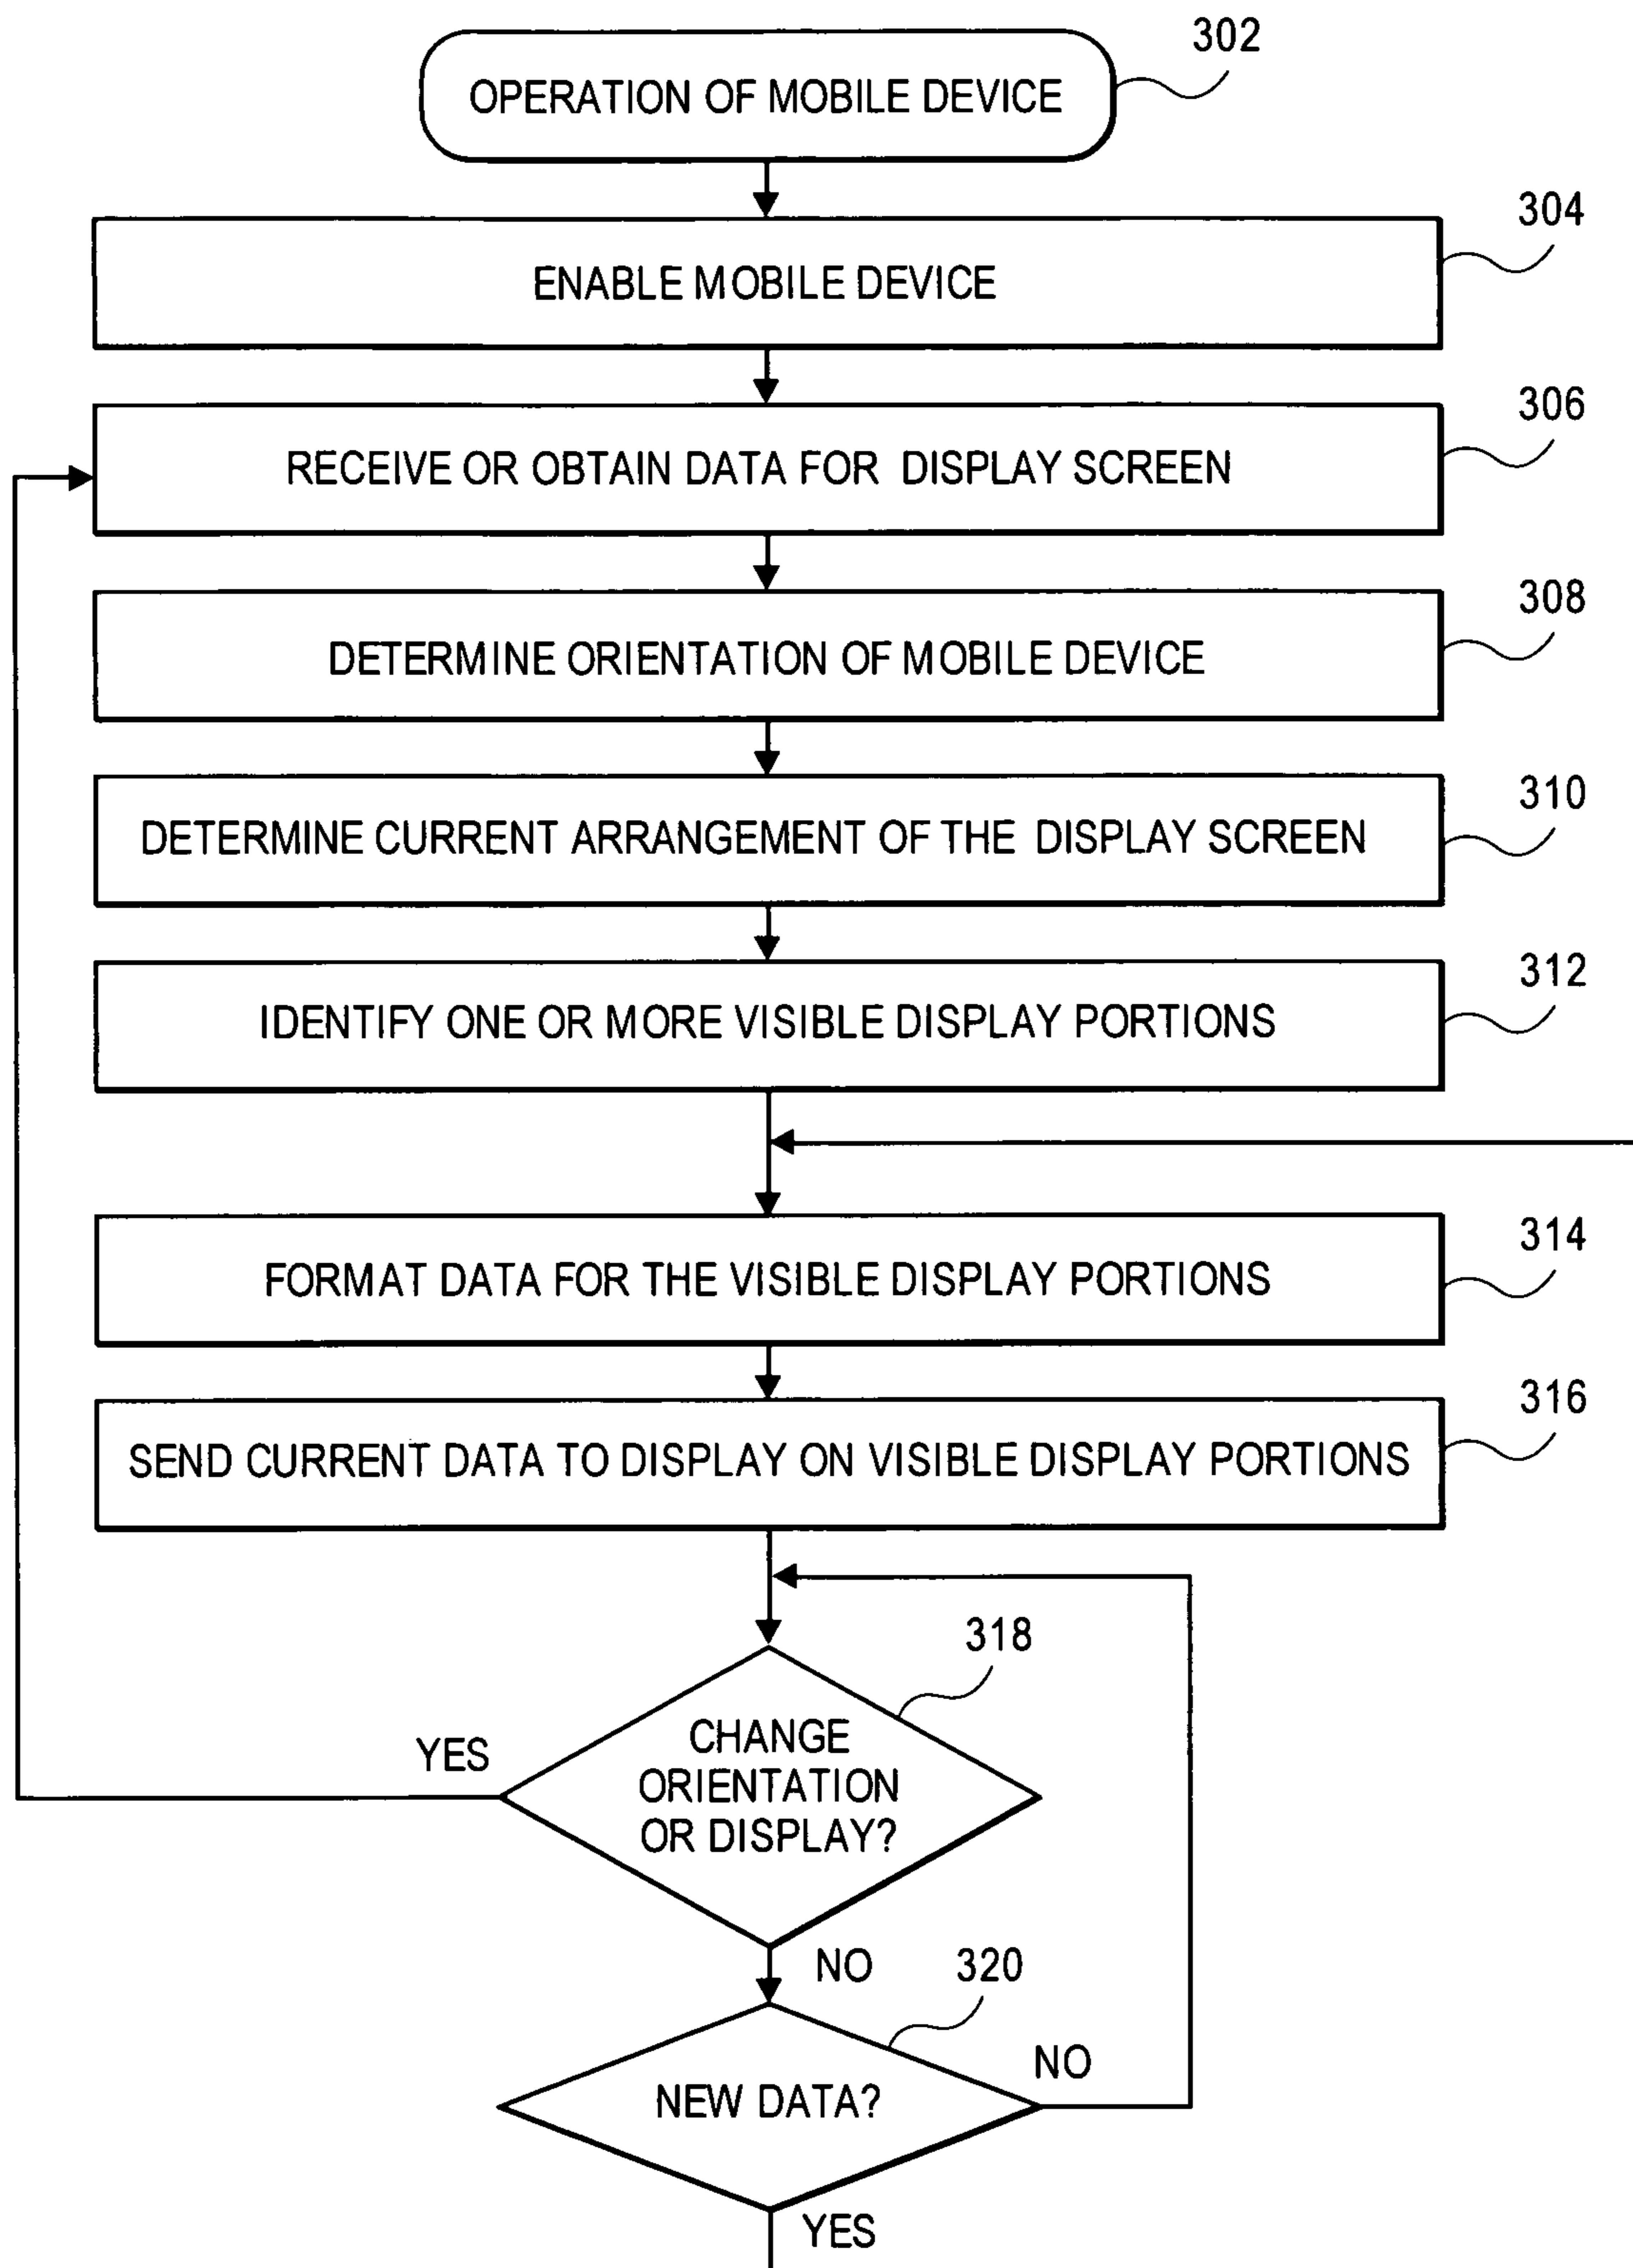 302
OPERATION OF MOBILE DEVICE
304
ENABLE MOBILE DEVICE
306
RECEIVE OR OBTAIN DATA FOR DISPLAY SCREEN
308
DETERMINE ORIENTATION OF MOBILE DEVICE
310
DETERMINE CURRENT ARRANGEMENT OF THE DISPLAY SCREEN
312
IDENTIFY ONE OR MORE VISIBLE DISPLAY PORTIONS
314
FORMAT DATA FOR THE VISIBLE DISPLAY PORTIONS
316
SEND CURRENT DATA TO DISPLAY ON VISIBLE DISPLAY PORTIONS
318
YES
CHANGE
ORIENTATION
OR DISPLAY?
NO
320
NO
NEW DATA?
YES